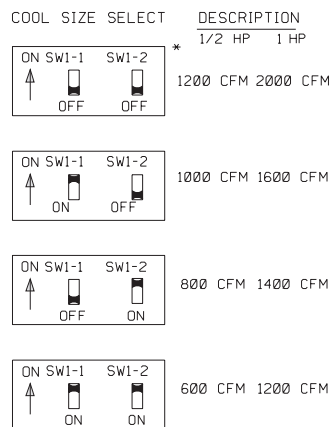 COOL SIZE SELECT DESCRIPTION
1/2 HP 1 HP
*
ON SW1-1 SW1-2
1200 CFM 2000 CFM
OFF OFF
ON SW1-1 SW1-2
1000 CFM 1600 CFM
ON OFF
ON SW1-1 SW1-2
800 CFM 1400 CFM
OFF ON
ON SW1-1 SW1-2
600 CFM 1200 CFM
ON ON